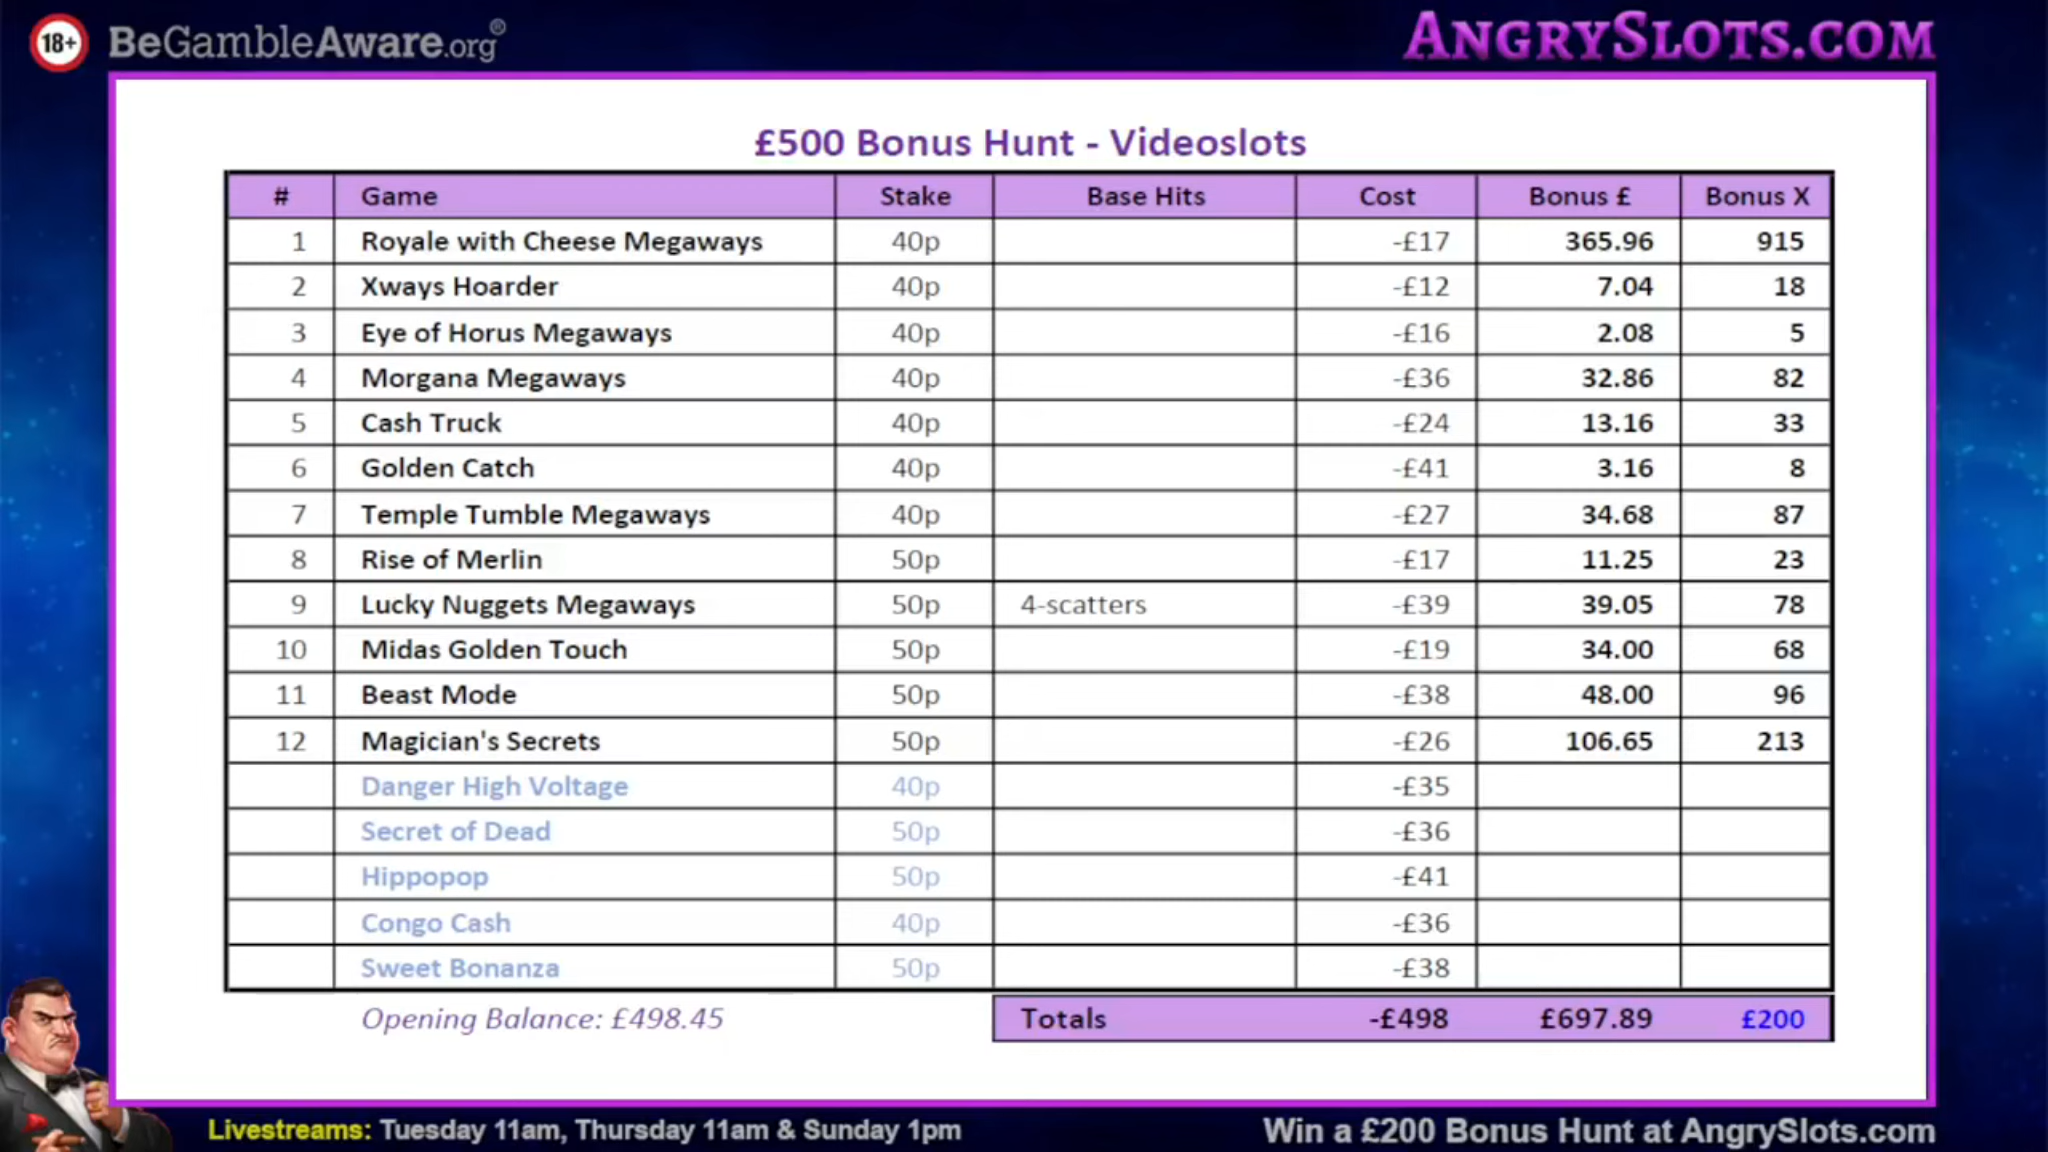 18+ BeGambleAware.org® ANGRYSLOTS.COM
£500 Bonus Hunt - Videoslots
# Game Stake Base Hits Cost Bonus £ Bonus X
1 Royale with Cheese Megaways 40p -£17 365.96 915
2 Xways Hoarder 40p -£12 7.04 18
3 Eye of Horus Megaways 40p -£16 2.08 5
4 Morgana Megaways 40p -£36 32.86 82
5 Cash Truck 40p -£24 13.16 33
6 Golden Catch 40p -£41 3.16 8
7 Temple Tumble Megaways 40p -£27 34.68 87
8 Rise of Merlin 50p -£17 11.25 23
9 Lucky Nuggets Megaways 50p 4-scatters -£39 39.05 78
10 Midas Golden Touch 50p -£19 34.00 68
11 Beast Mode 50p -£38 48.00 96
12 Magician's Secrets 50p -£26 106.65 213
Danger High Voltage 40p -£35
Secret of Dead 50p -£36
Hippopop 50p -£41
Congo Cash 40p -£36
Sweet Bonanza 50p -£38
Opening Balance: £498.45 Totals -£498 £697.89 £200
Livestreams: Tuesday 11am, Thursday 11am & Sunday 1pm Win a £200 Bonus Hunt at AngrySlots.com